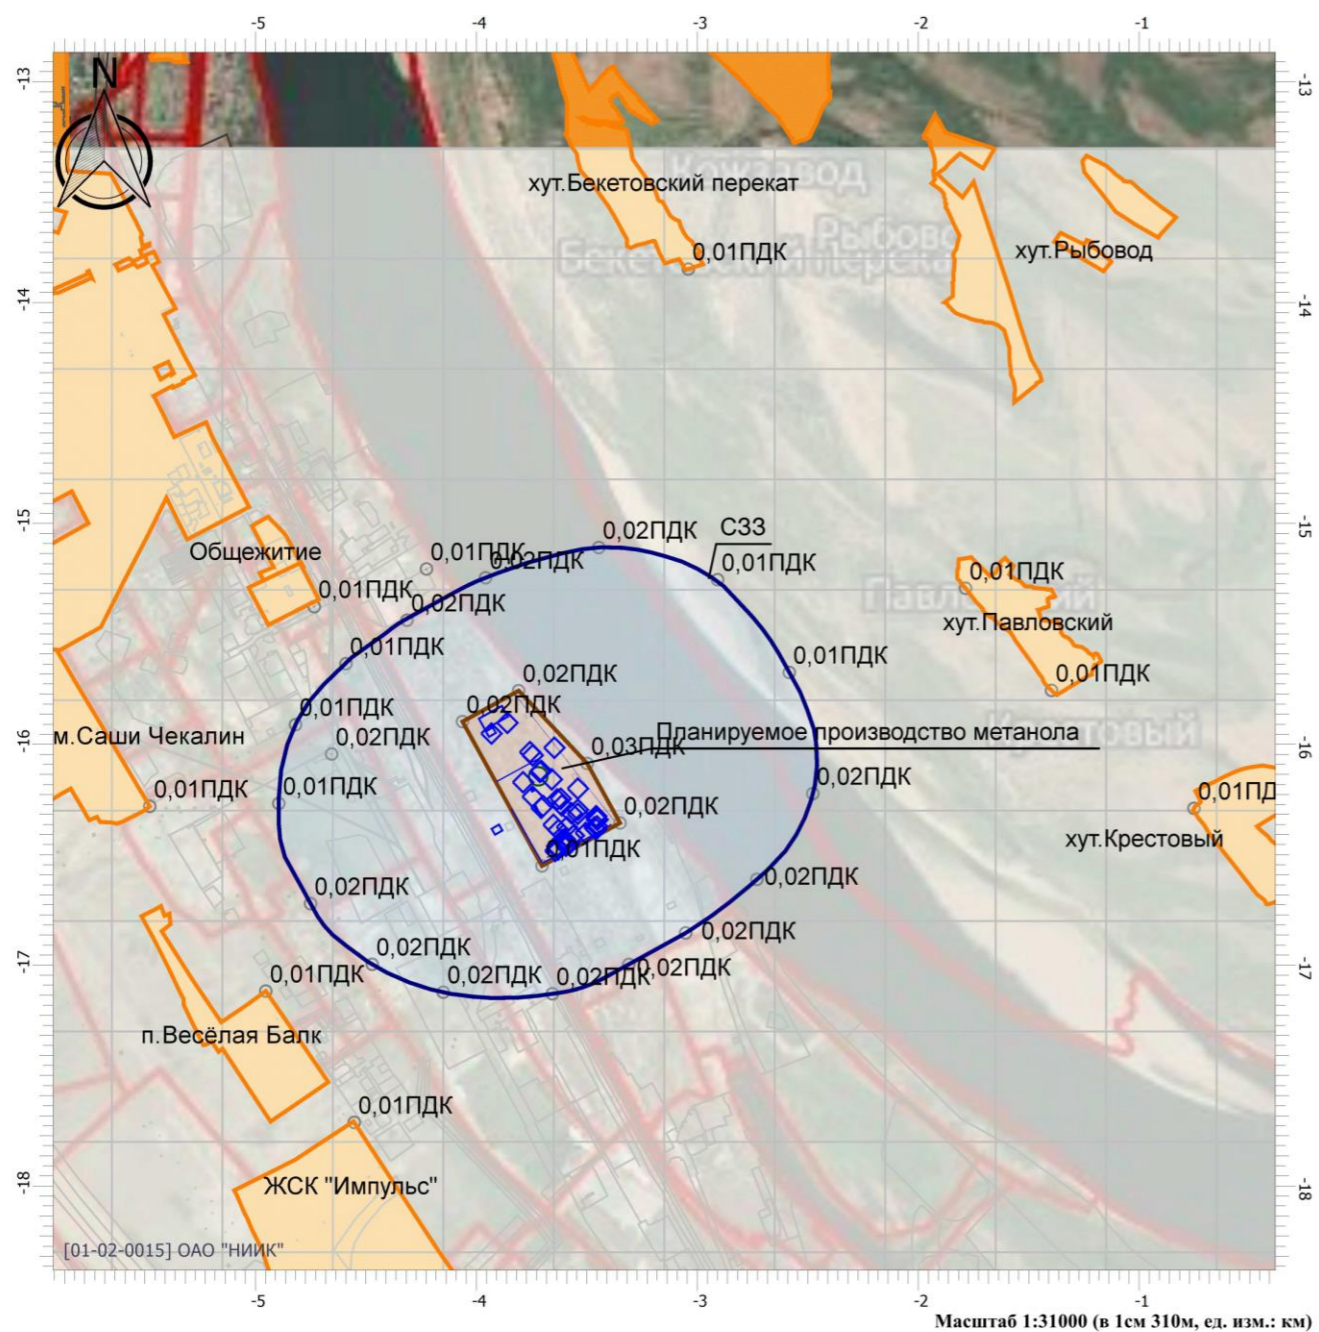 -5
-4
-3
-2
-1
-13
-13
N
Кожзавод
хут.Бекетовский перекат
0,01ПДК
хут.Рыбовод
-14
-14
-15
-15
0,02ПДК
СЗЗ
Общежитие
0,01ПДК
0,02ПДК
0,01ПДК
0,01ПДК
0,01ПДК
0,02ПДК
хут.Павловский
0,01ПДК
0,01ПДК
0,01ПДК
0,02ПДК
0,02ПДК
0,01ПДК
м.Саши Чекалин
0,02ПДК
0,03ПДК
Планируемое производство метанола
-16
-16
0,01ПДК
0,01ПДК
0,02ПДК
0,02ПДК
0,01ПД
хут.Крестовый
0,01ПДК
0,02ПДК
0,02ПДК
0,02ПДК
0,02ПДК
-17
-17
0,01ПДК
0,02ПДК
0,02ПДК
0,02ПДК
п.Весёлая Балк
0,01ПДК
-18
-18
ЖСК "Импульс"
[01-02-0015] ОАО "НИИК"
-5
-4
-3
-2
-1
Масштаб 1:31000 (в 1см 310м, ед. изм.: км)